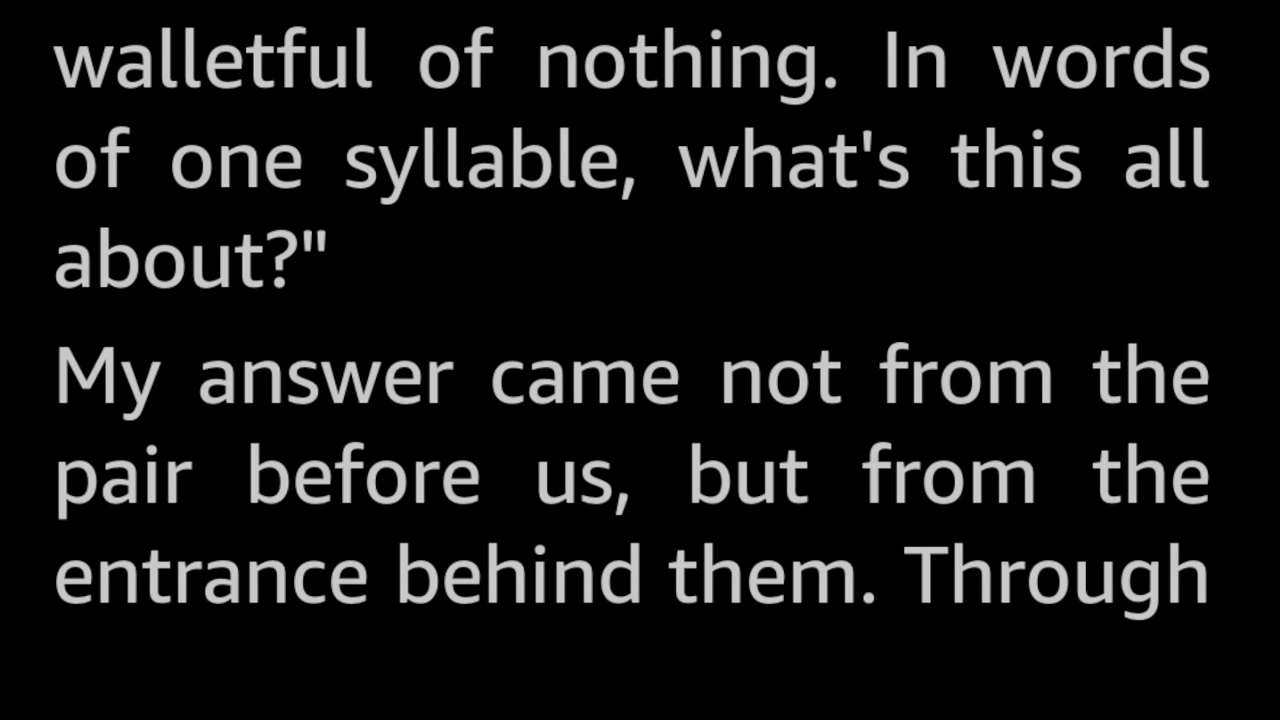 walletful of nothing. In words
of one syllable, what's this all
about?"
My answer came not from the
pair before us, but from the
entrance behind them. Through